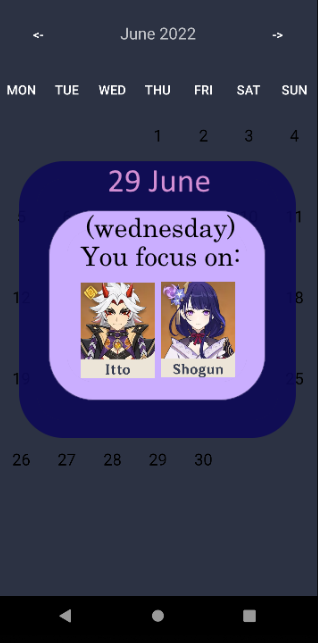 <- June 2022 ->
MON TUE WED THU FRI SAT SUN
1 2 3 4
29 June
(wednesday)
You focus on:
Itto Shogun
26 27 28 29 30